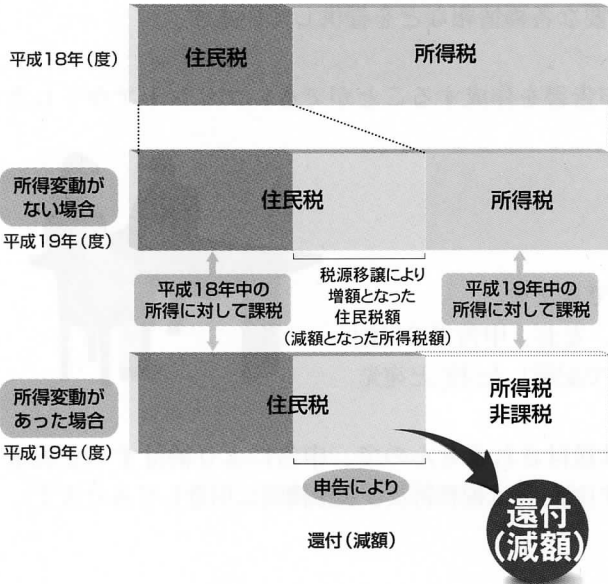 平成18年（度）
住民税
所得税
所得変動が
ない場合
平成19年（度）
住民税
所得税
平成18年中の
所得に対して課税
税源移譲により
増額となった
住民税額
（減額となった所得税額）
平成19年中の
所得に対して課税
所得変動が
あった場合
平成19年（度）
住民税
所得税
非課税
申告により
還付（減額）
還付
（減額）